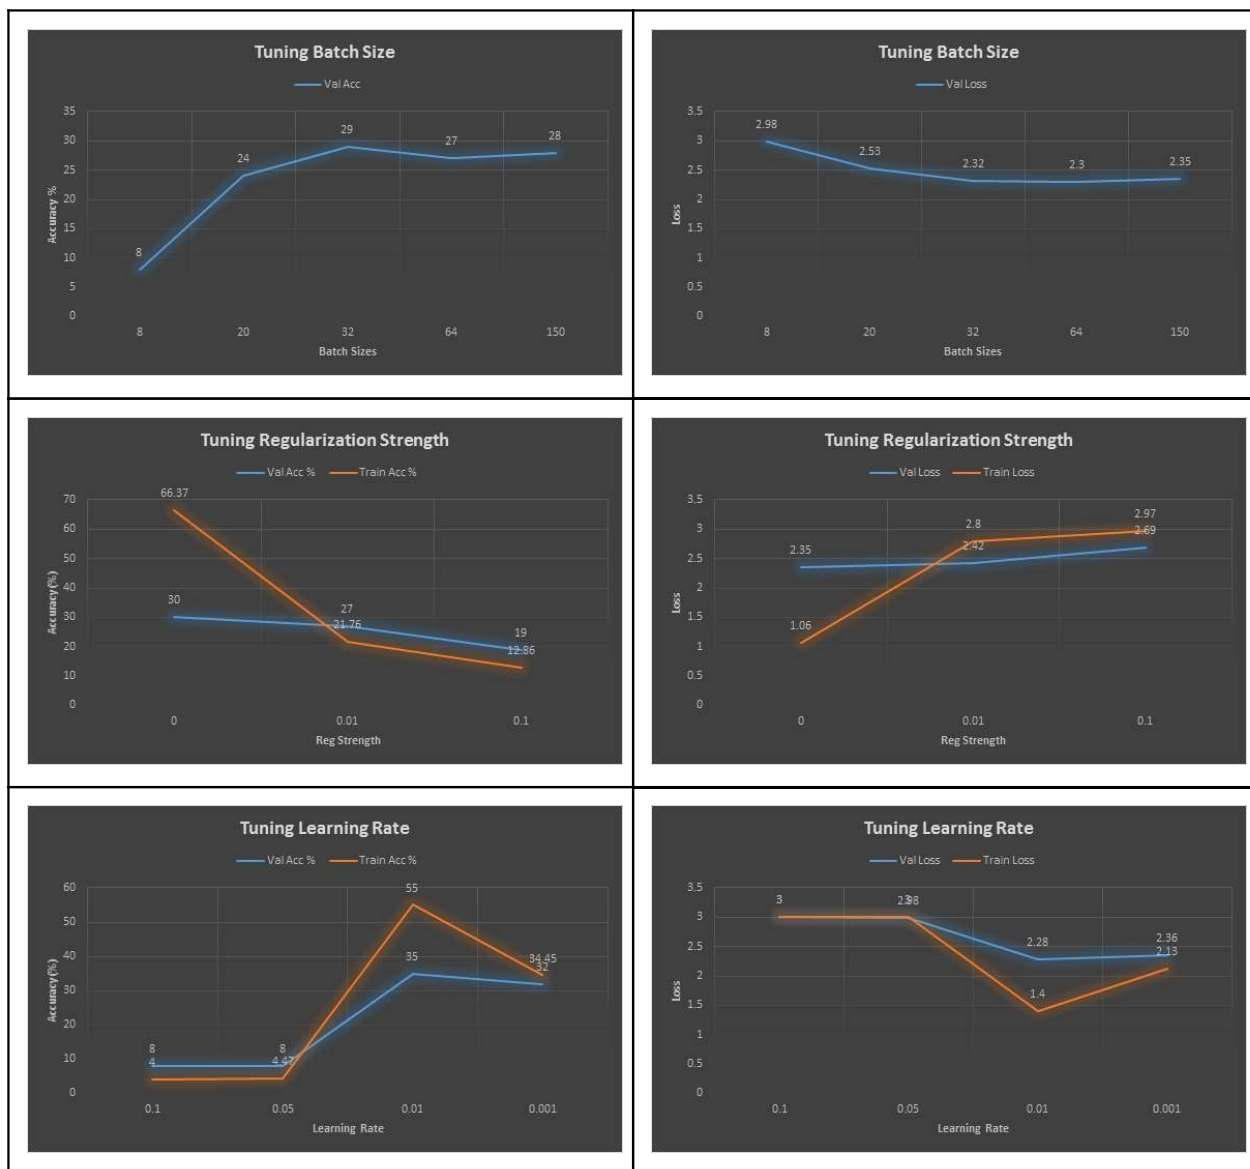 Tuning Batch Size
Val Acc
35
30
25
20
15
10
5
0
Accuracy %
8
24
29
27
28
8 20 32 64 150
Batch Sizes
Tuning Batch Size
Val Loss
3.5
3
2.5
2
1.5
1
0.5
0
Loss
2.98
2.53
2.32
2.3
2.35
8 20 32 64 150
Batch Sizes
Tuning Regularization Strength
Val Acc % Train Acc %
70
60
50
40
30
20
10
0
Accuracy (%)
66.37
30
27
21.76
19
12.86
0 0.01 0.1
Reg Strength
Tuning Regularization Strength
Val Loss Train Loss
3.5
3
2.5
2
1.5
1
0.5
0
Loss
2.35
1.06
2.8
2.42
2.97
2.69
0 0.01 0.1
Reg Strength
Tuning Learning Rate
Val Acc % Train Acc %
60
50
40
30
20
10
0
Accuracy (%)
8
4
8
4.47
55
35
34.45
32
0.1 0.05 0.01 0.001
Learning Rate
Tuning Learning Rate
Val Loss Train Loss
3.5
3
2.5
2
1.5
1
0.5
0
Loss
3
2.98
3
2.28
1.4
2.36
2.13
0.1 0.05 0.01 0.001
Learning Rate